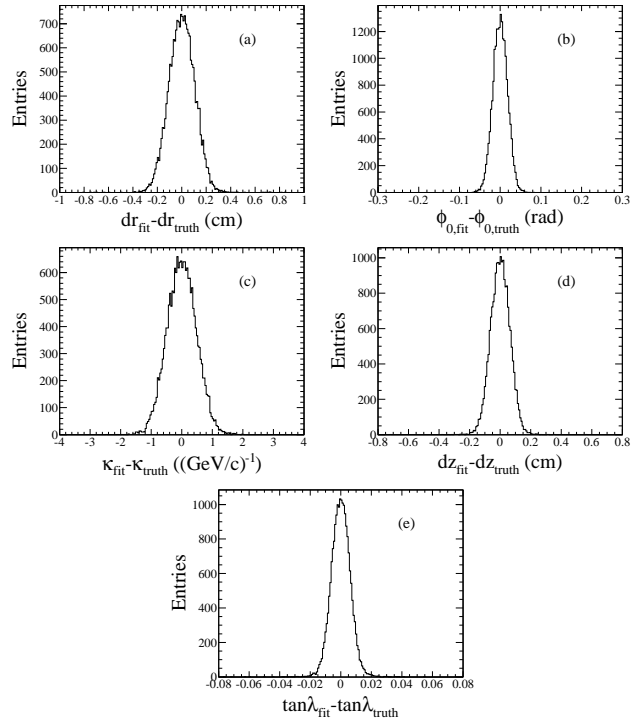 700
600
500
400
300
200
100
0
Entries
(a)
-1 -0.8 -0.6 -0.4 -0.2 0 0.2 0.4 0.6 0.8 1
dr_fit-dr_truth (cm)
1200
1000
800
600
400
200
0
Entries
(b)
-0.3 -0.2 -0.1 0 0.1 0.2 0.3
ϕ_0,fit-ϕ_0,truth (rad)
600
500
400
300
200
100
0
Entries
(c)
-4 -3 -2 -1 0 1 2 3 4
κ_fit-κ_truth ((GeV/c)^-1)
1000
800
600
400
200
0
Entries
(d)
-0.8 -0.6 -0.4 -0.2 0 0.2 0.4 0.6 0.8
dz_fit-dz_truth (cm)
1000
800
600
400
200
0
Entries
(e)
-0.08 -0.06 -0.04 -0.02 0 0.02 0.04 0.06 0.08
tanλ_fit-tanλ_truth